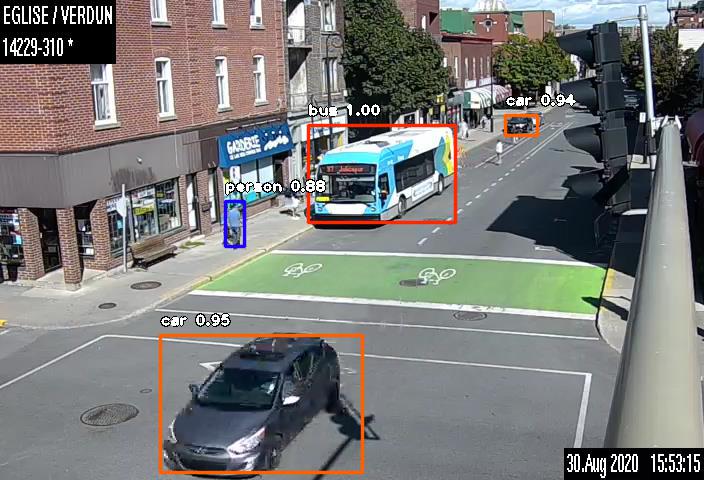 EGLISE / VERDUN
14229-310 *
bus 1.00
car 0.94
GARDERIE
person 0.88
car 0.95
30.Aug 2020 15:53:15